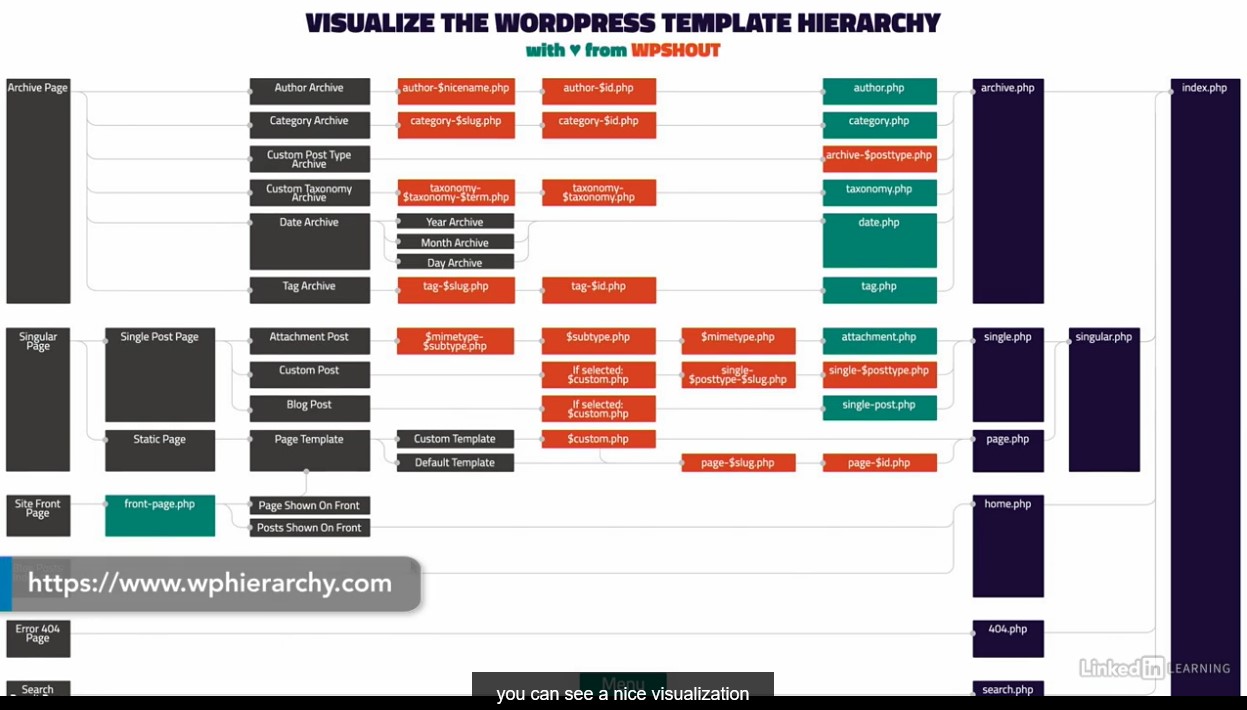 VISUALIZE THE WORDPRESS TEMPLATE HIERARCHY
with ♥ from WPSHOUT
Archive Page
Author Archive
author-$nicename.php
author-$id.php
author.php
archive.php
index.php
Category Archive
category-$slug.php
category-$id.php
category.php
Custom Post Type
Archive
archive-$posttype.php
Custom Taxonomy
Archive
taxonomy-
$taxonomy-$term.php
taxonomy-
$taxonomy.php
taxonomy.php
Date Archive
Year Archive
Month Archive
Day Archive
date.php
Tag Archive
tag-$slug.php
tag-$id.php
tag.php
Singular
Page
Single Post Page
Attachment Post
$mimetype-
$subtype.php
$subtype.php
$mimetype.php
attachment.php
single.php
singular.php
Custom Post
If selected:
$custom.php
single-
$posttype-$slug.php
single-$posttype.php
Blog Post
If selected:
$custom.php
single-post.php
Static Page
Page Template
Custom Template
$custom.php
page.php
Default Template
page-$slug.php
page-$id.php
Site Front
Page
front-page.php
Page Shown On Front
Posts Shown On Front
home.php
https://www.wphierarchy.com
Error 404
Page
404.php
Linked in LEARNING
Search
search.php
Menu
you can see a nice visualization